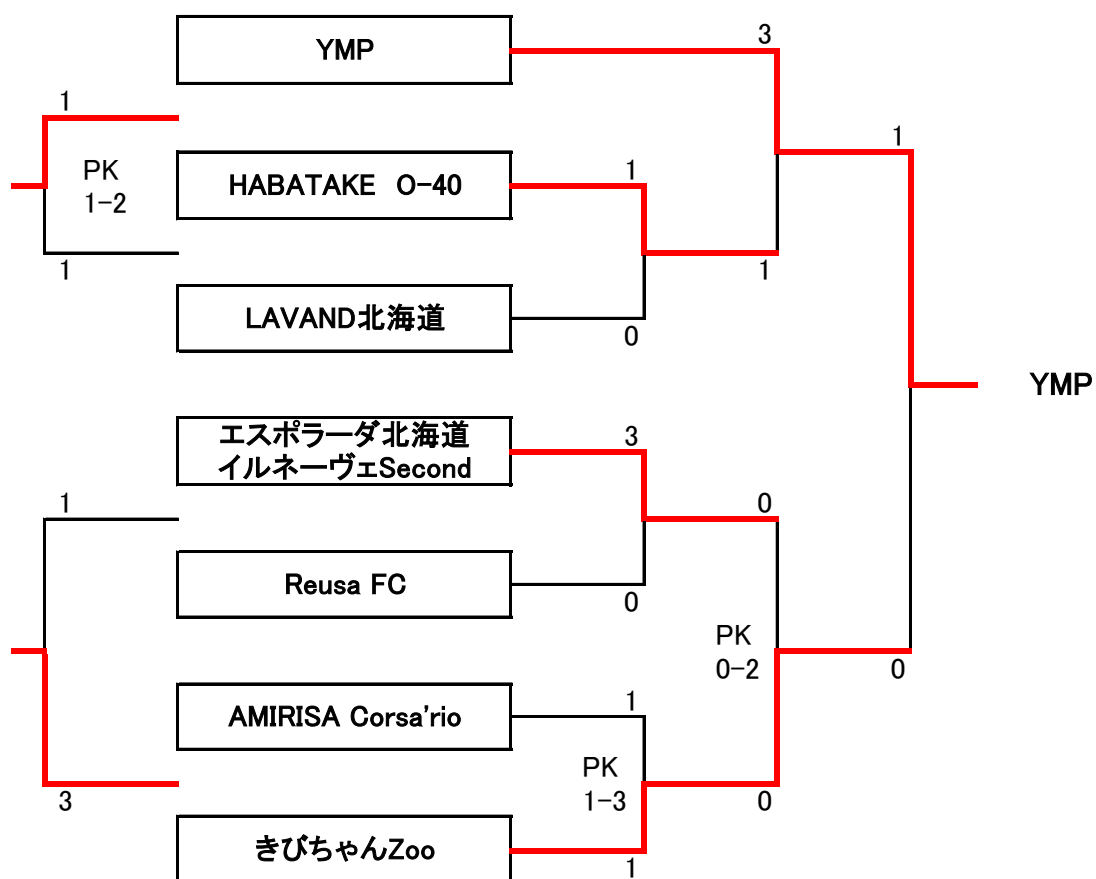 YMP
3
1
PK
1-2
1
HABATAKE　O-40
1
1
1
LAVAND北海道
0
YMP
エスポラーダ北海道
イルネーヴェSecond
3
1
0
Reusa FC
0
PK
0-2
0
AMIRISA Corsa'rio
1
PK
1-3
3
0
きびちゃんZoo
1